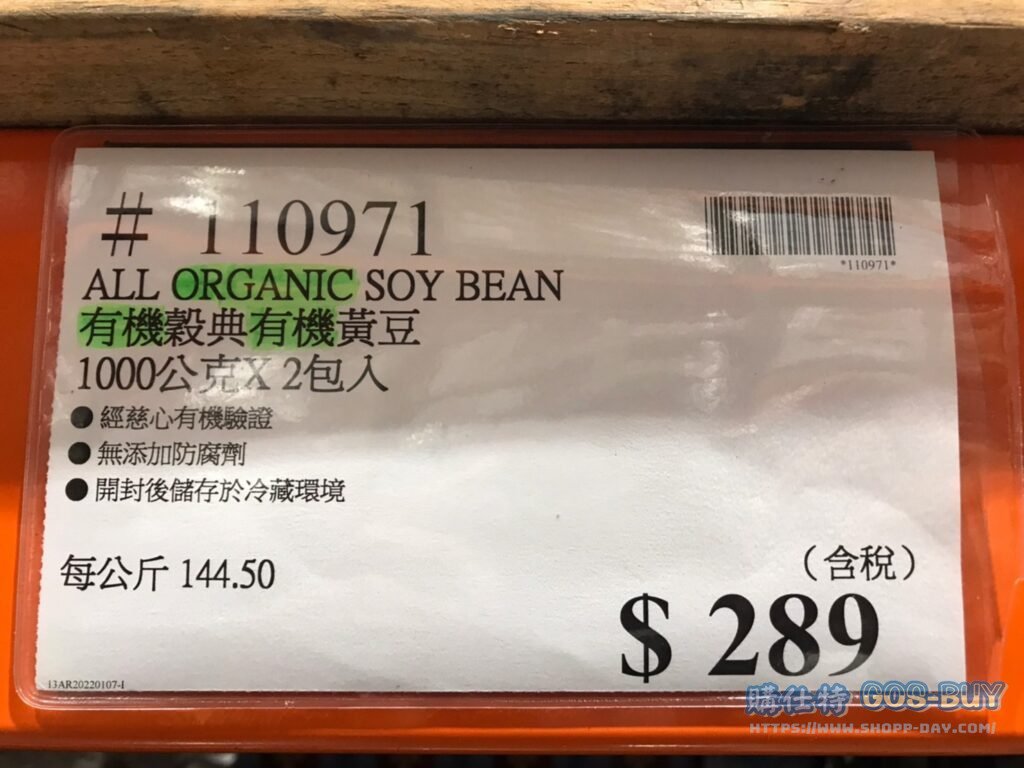 # 110971
*110971*
ALL ORGANIC SOY BEAN
有機穀典有機黃豆
1000公克X 2包入
● 經慈心有機驗證
● 無添加防腐劑
● 開封後儲存於冷藏環境
每公斤 144.50
（含稅）
$ 289
13AR20220107-1
購仕特 GOS-BUY
HTTPS://WWW.SHOPP-DAY.COM/